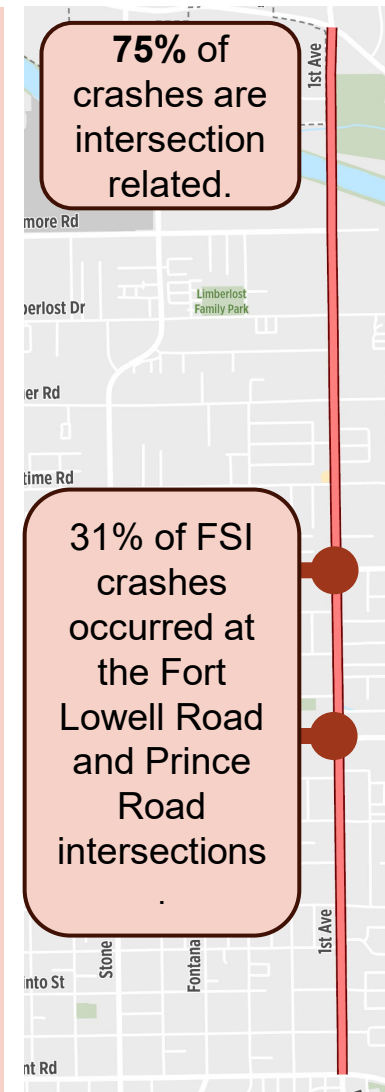 75% of
crashes are
intersection
related.
1st Ave
more Rd
Limberlost
Family Park
erlost Dr
er Rd
time Rd
31% of FSI
crashes
occurred at
the Fort
Lowell Road
and Prince
Road
intersections
.
Stone
Fontana
1st Ave
nto St
nt Rd